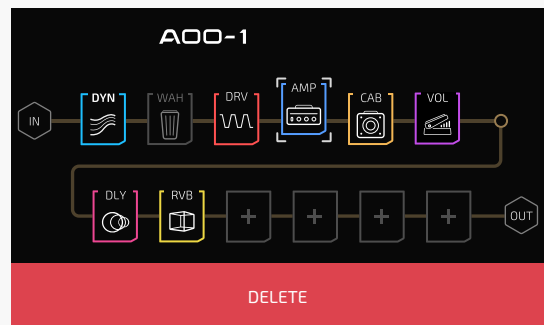 A00-1
IN DYN WAH DRV AMP CAB VOL
DLY RVB + + + + OUT
DELETE